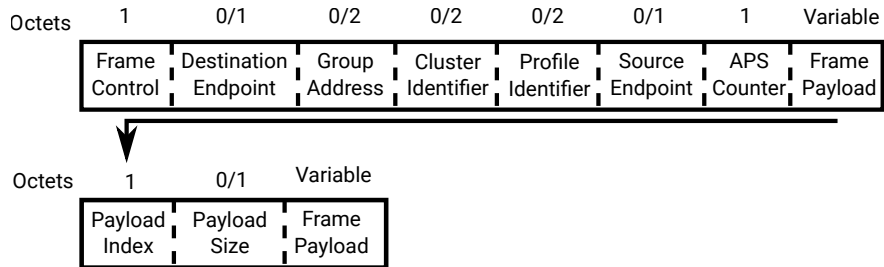 Octets 1 0/1 0/2 0/2 0/2 0/1 1 Variable
Frame Destination Group Cluster Profile Source APS Frame
Control Endpoint Address Identifier Identifier Endpoint Counter Payload
Octets 1 0/1 Variable
Payload Payload Frame
Index Size Payload